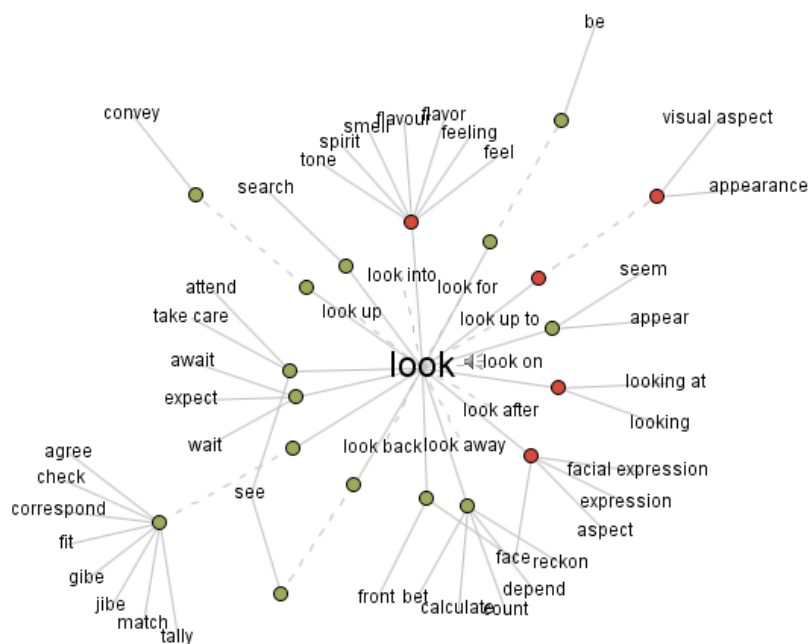 be
convey
flavour
flavor
visual aspect
smell
feeling
spirit
feel
tone
search
appearance
look into
seem
attend
look for
look up
take care
look up to
appear
await
look
look on
looking at
expect
look after
looking
wait
look back
look away
agree
facial expression
check
see
expression
correspond
aspect
fit
face
reckon
gibe
front
bet
depend
jibe
calculate
count
match
tally